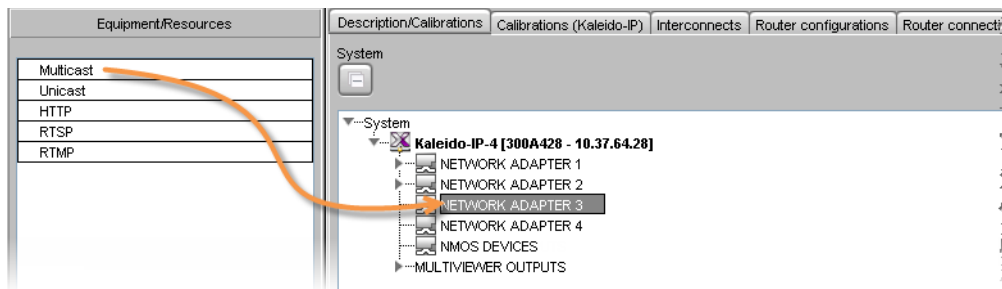 Equipment/Resources
Multicast
Unicast
HTTP
RTSP
RTMP
Description/Calibrations
Calibrations (Kaleido-IP)
Interconnects
Router configurations
Router
System
System
Kaleido-IP-4 [300A428 - 10.37.64.28]
NETWORK ADAPTER 1
NETWORK ADAPTER 2
NETWORK ADAPTER 3
NETWORK ADAPTER 4
NMOS DEVICES
MULTIVIEWER OUTPUTS